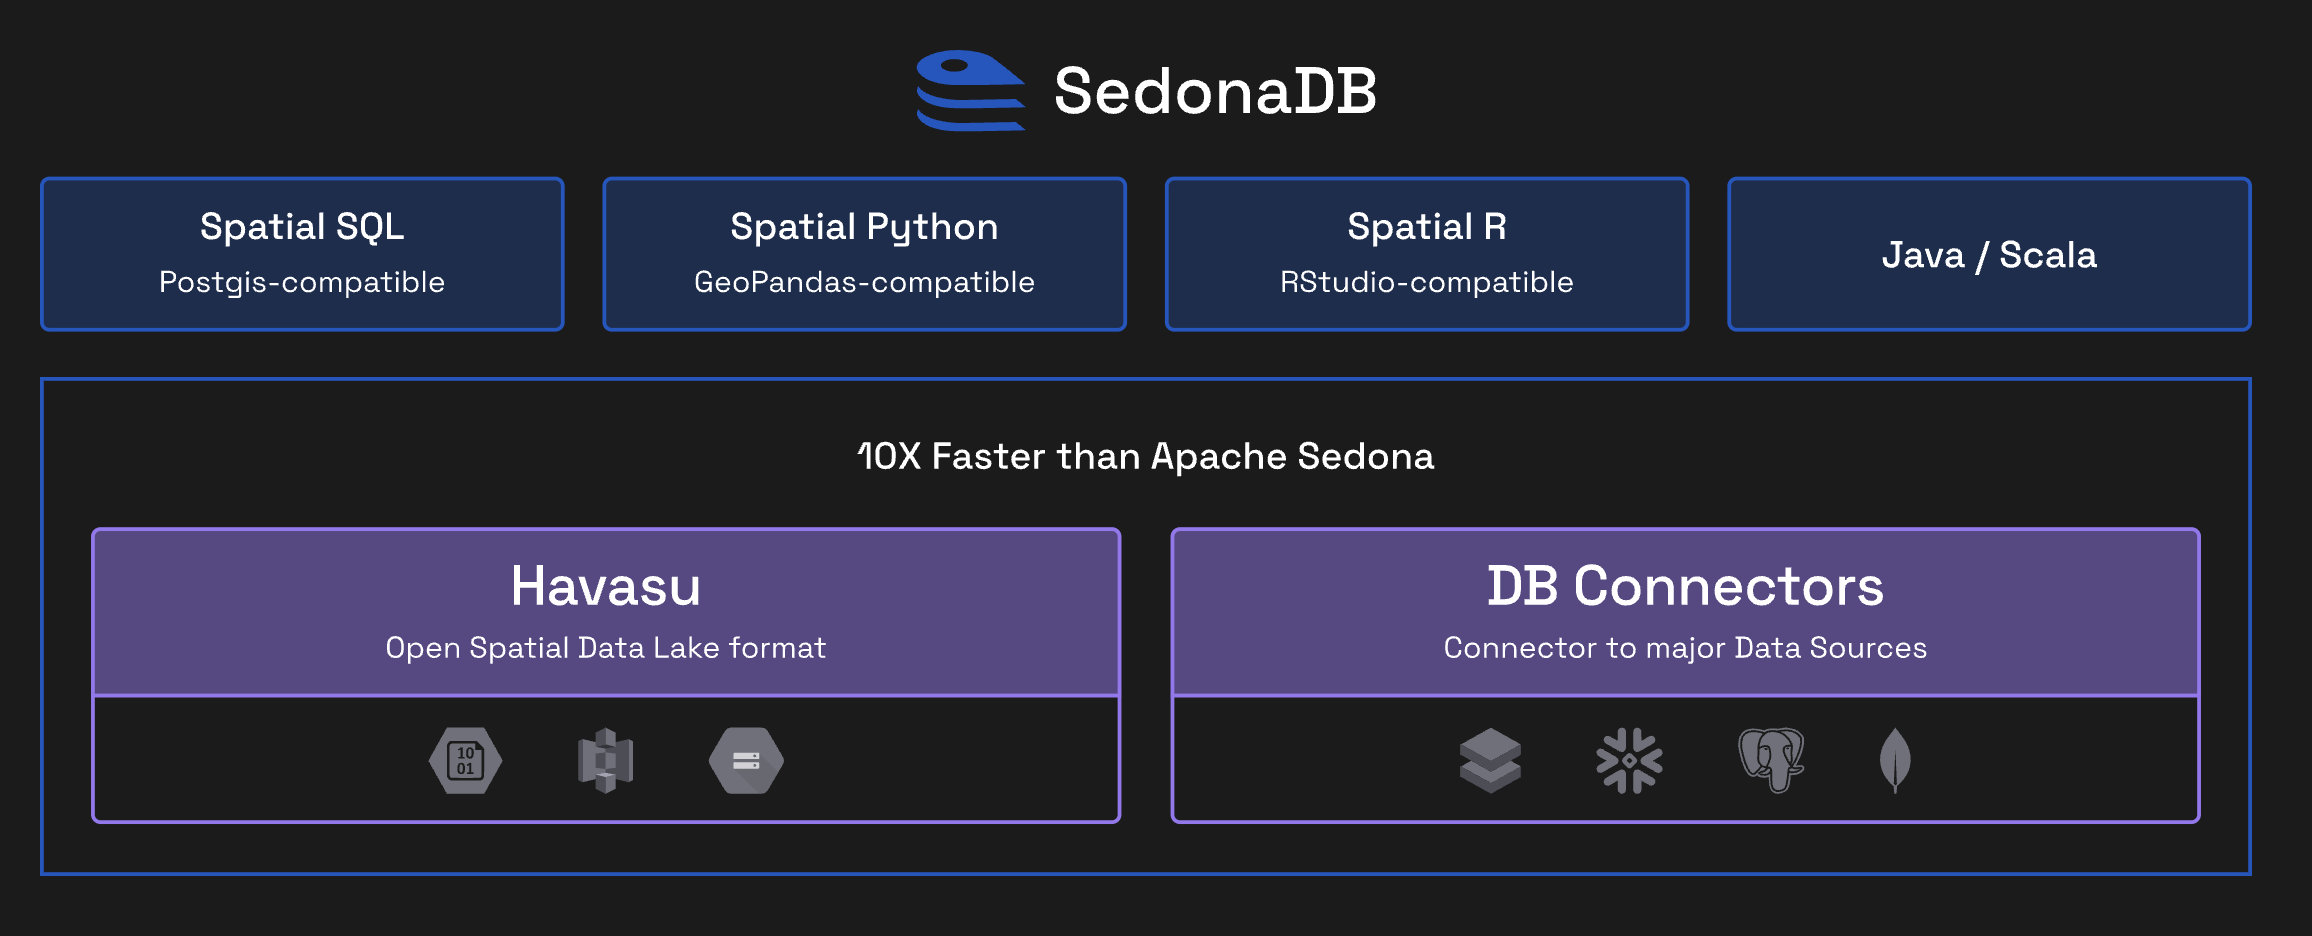 SedonaDB
Spatial SQL
Postgis-compatible
Spatial Python
GeoPandas-compatible
Spatial R
RStudio-compatible
Java / Scala
10X Faster than Apache Sedona
Havasu
Open Spatial Data Lake format
10
01
DB Connectors
Connector to major Data Sources